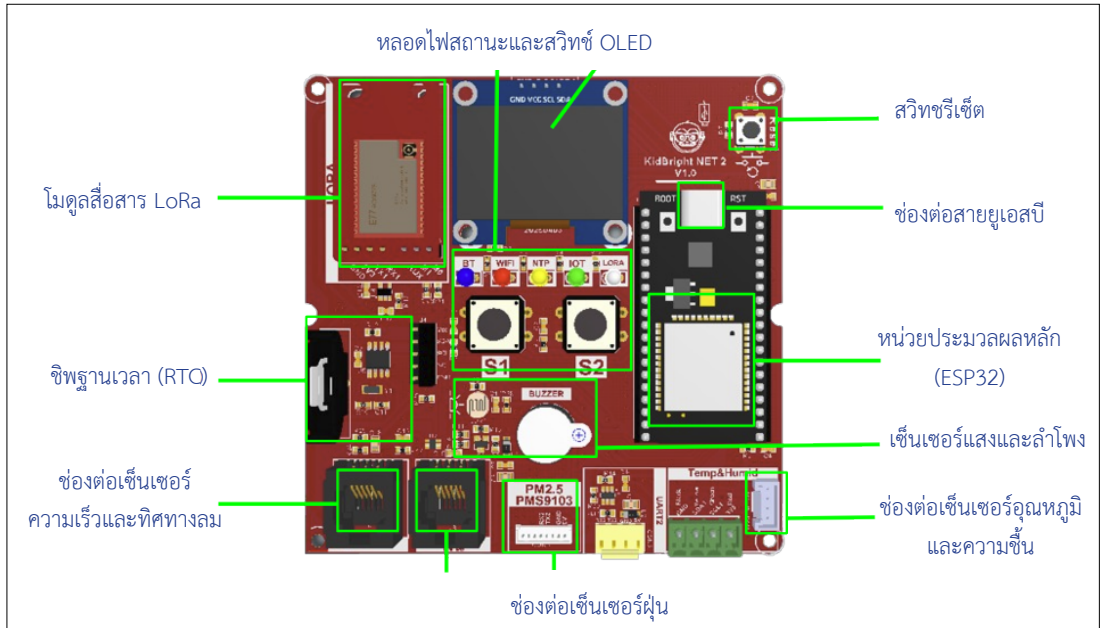 หลอดไฟสถานะและสวิทช์ OLED
GND VCC SCL SDA
สวิทชรีเซ็ต
KidBright NET 2
V1.0
โมดูลสื่อสาร LoRa
BOOT
RST
ช่องต่อสายยูเอสบี
BT
WIFI
NTP
IOT
LORA
S1
S2
หน่วยประมวลผลหลัก
(ESP32)
ชิพฐานเวลา (RTC)
BUZZER
เซ็นเซอร์แสงและลำโพง
ช่องต่อเซ็นเซอร์
ความเร็วและทิศทางลม
PM2.5
PMS9103
UART2
Temp&Humid
ช่องต่อเซ็นเซอร์อุณหภูมิ
และความชื้น
ช่องต่อเซ็นเซอร์ฝุ่น